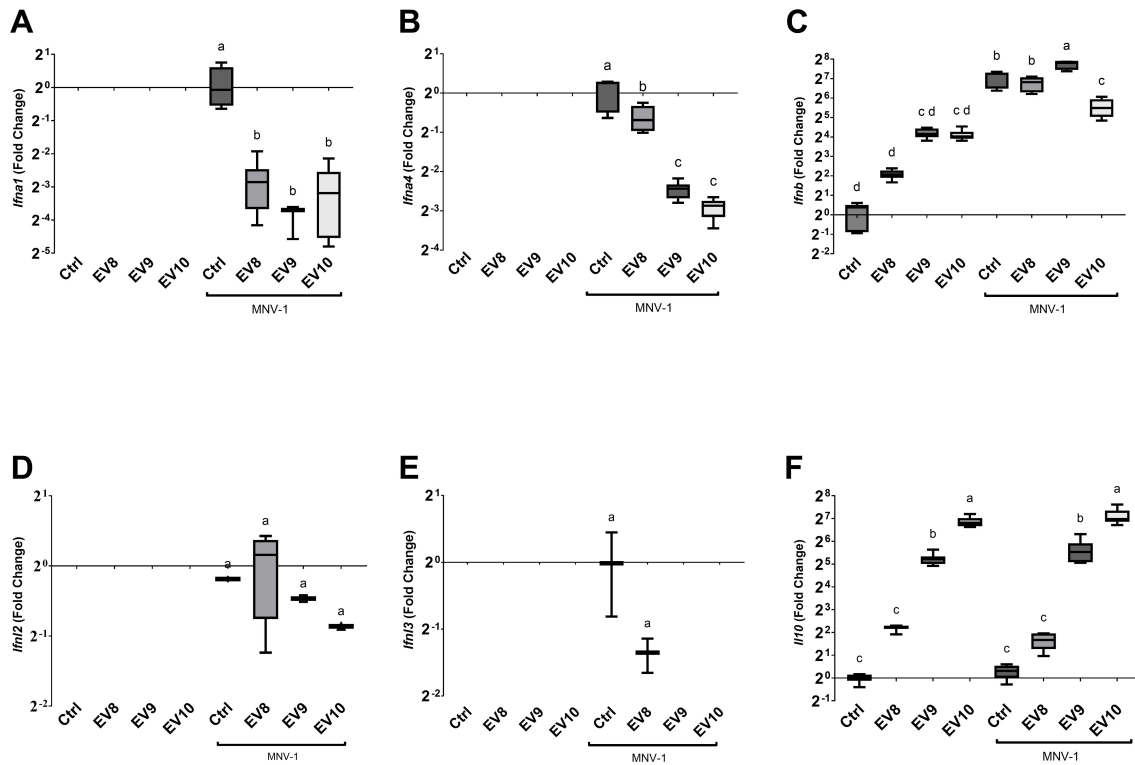 A
Ifna1 (Fold Change)
2^1
2^0
2^-1
2^-2
2^-3
2^-4
2^-5
a
b
b
b
Ctrl EV8 EV9 EV10 Ctrl EV8 EV9 EV10
MNV-1
B
Ifna4 (Fold Change)
2^1
2^0
2^-1
2^-2
2^-3
2^-4
a
b
c
c
Ctrl EV8 EV9 EV10 Ctrl EV8 EV9 EV10
MNV-1
C
Ifnb (Fold Change)
2^8
2^7
2^6
2^4
2^3
2^2
2^0
2^-1
2^-2
d
d
c d
c d
b
b
a
c
Ctrl EV8 EV9 EV10 Ctrl EV8 EV9 EV10
MNV-1
D
Ifnl2 (Fold Change)
2^1
2^0
2^-1
2^-2
a
a
a
a
Ctrl EV8 EV9 EV10 Ctrl EV8 EV9 EV10
MNV-1
E
Ifnl3 (Fold Change)
2^1
2^0
2^-1
2^-2
a
a
Ctrl EV8 EV9 EV10 Ctrl EV8 EV9 EV10
MNV-1
F
Il10 (Fold Change)
2^8
2^7
2^6
2^5
2^4
2^2
2^1
2^0
2^-1
c
c
b
a
c
c
b
a
Ctrl EV8 EV9 EV10 Ctrl EV8 EV9 EV10
MNV-1